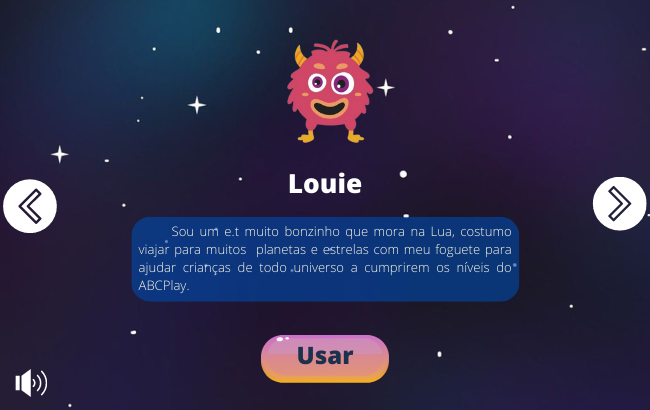 Louie
Sou um e.t muito bonzinho que mora na Lua, costumo
viajar para muitos planetas e estrelas com meu foguete para
ajudar crianças de todo universo a cumprirem os níveis do
ABCPlay.
Usar